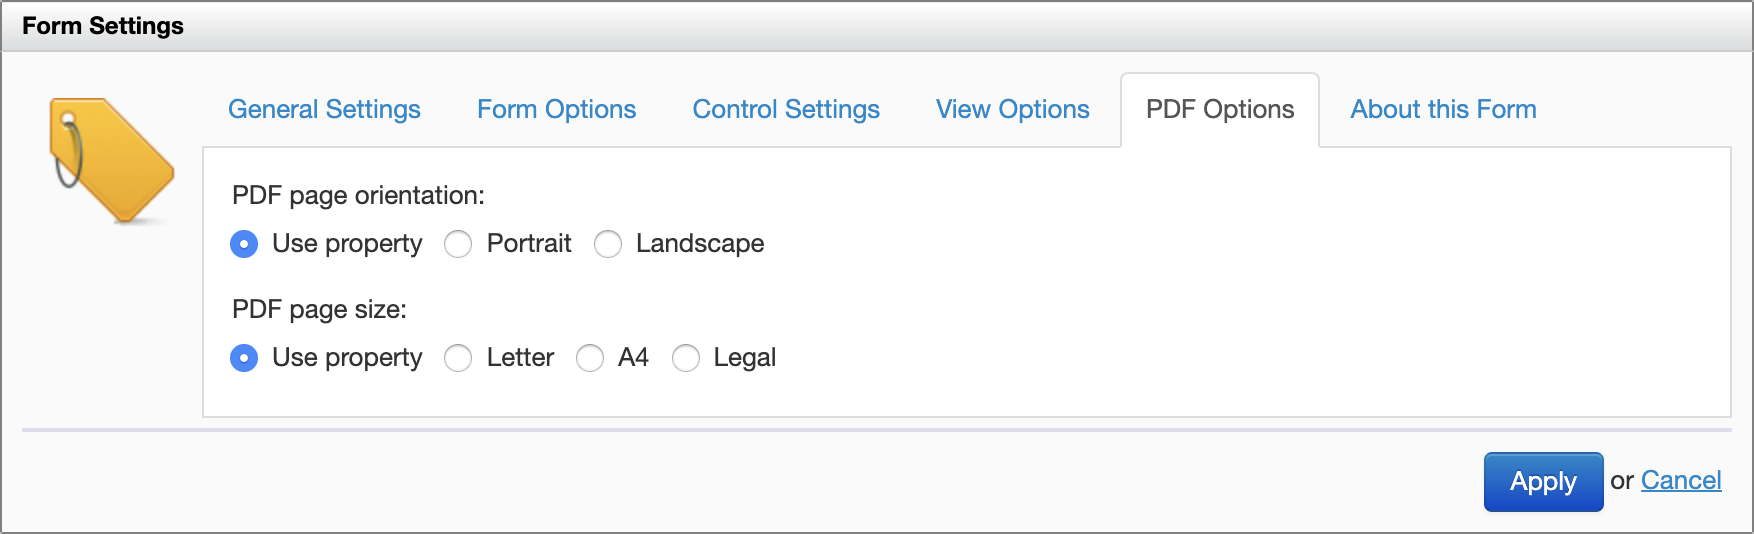 Form Settings
General Settings Form Options Control Settings View Options PDF Options About this Form
PDF page orientation:
Use property Portrait Landscape
PDF page size:
Use property Letter A4 Legal
Apply or Cancel